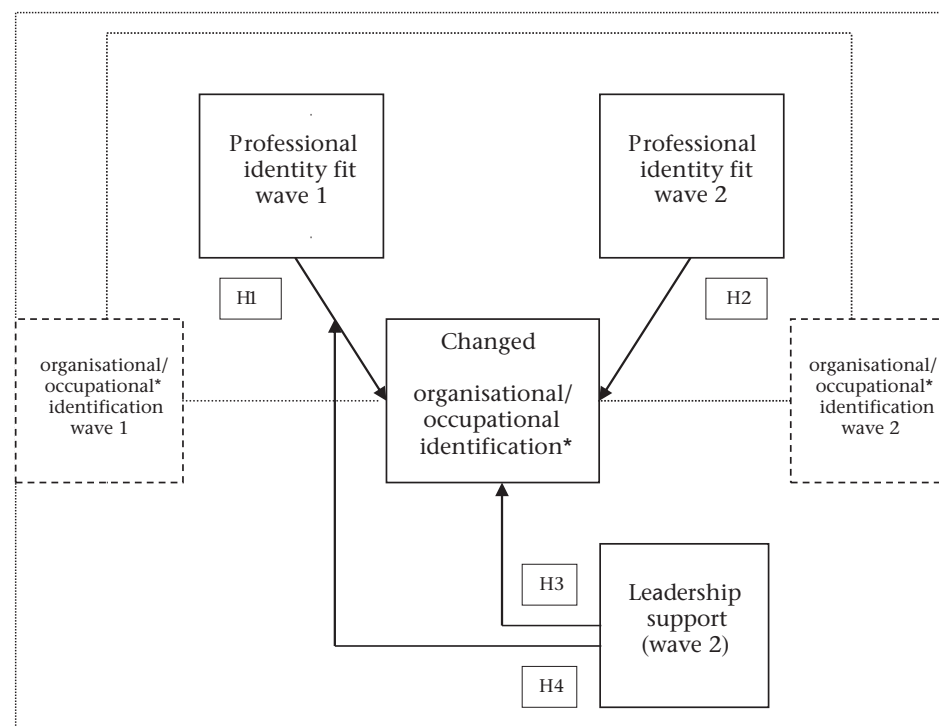 Professional
identity fit
wave 1
Professional
identity fit
wave 2
H1
H2
organisational/
occupational*
identification
wave 1
Changed
organisational/
occupational
identification*
organisational/
occupational*
identification
wave 2
H3
Leadership
support
(wave 2)
H4